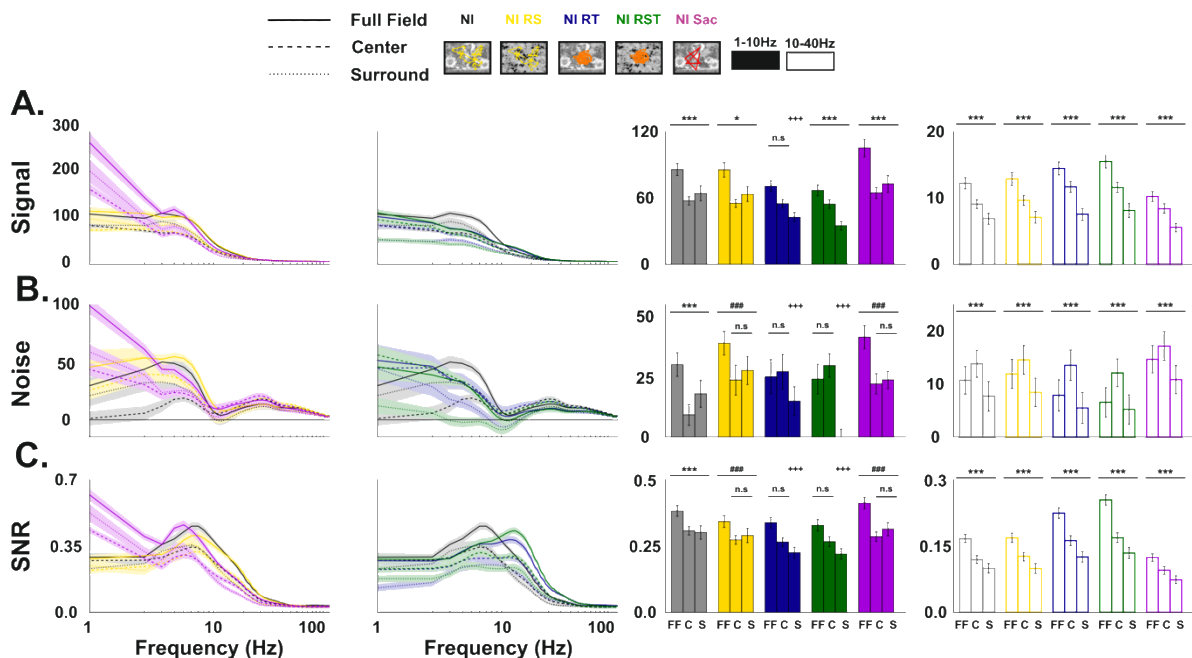 Full Field
Center
Surround
NI NI RS NI RT NI RST NI Sac
1-10Hz 10-40Hz
A.
Signal
300
200
100
0
120
60
0
20
10
0
*** * +++ *** ***
n.s
*** *** *** *** ***
B.
Noise
100
50
0
50
25
0
20
10
0
*** ### +++ +++ ###
n.s n.s n.s n.s
*** *** *** *** ***
C.
SNR
0.7
0.35
0.0
0.5
0.25
0
0.3
0.15
0
*** ### +++ +++ ###
n.s n.s n.s n.s
*** *** *** *** ***
1 10 100
Frequency (Hz)
1 10 100
Frequency (Hz)
FF C S FF C S FF C S FF C S FF C S
FF C S FF C S FF C S FF C S FF C S